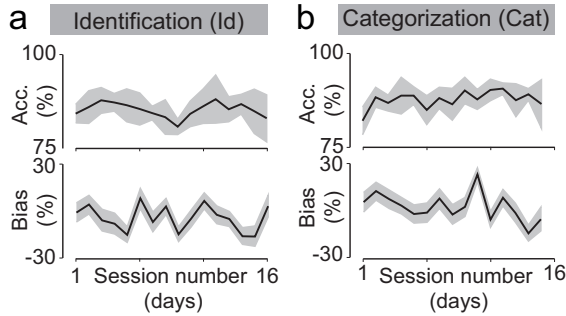 a Identification (Id)
100
Acc.
(%)
75
30
Bias
(%)
-30
1 Session number 16
(days)
b Categorization (Cat)
100
Acc.
(%)
75
30
Bias
(%)
-30
1 Session number 16
(days)